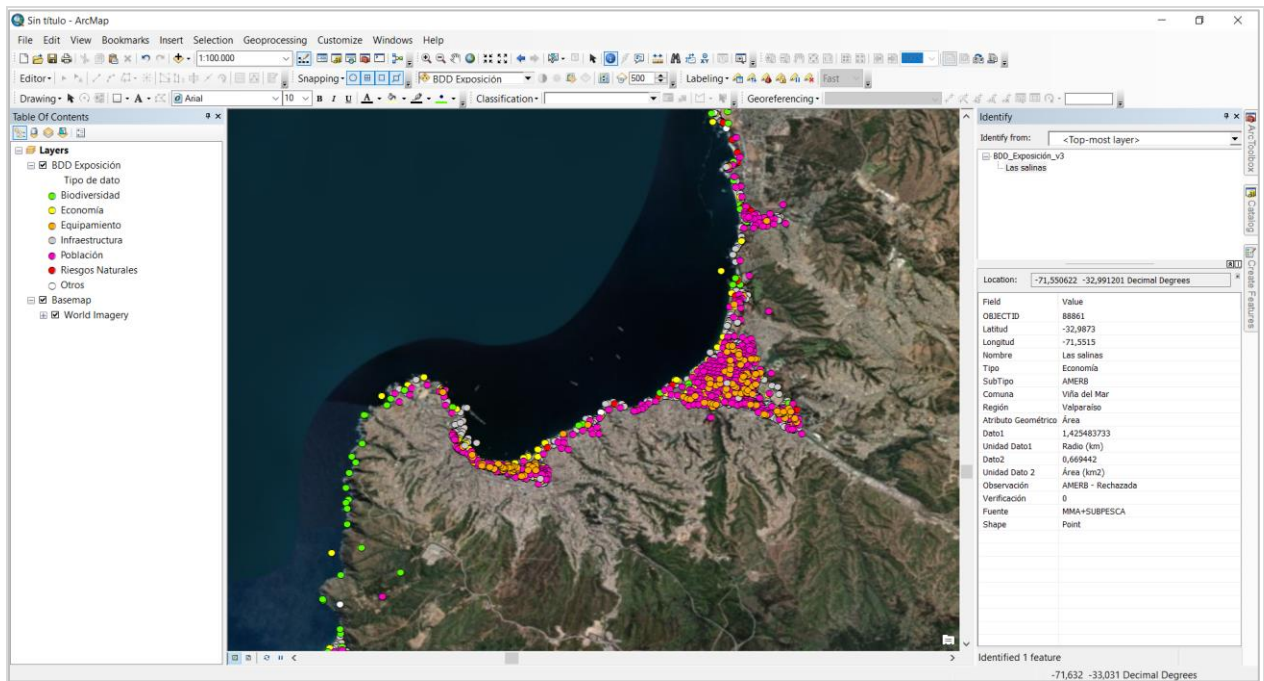 Sin título - ArcMap
File Edit View Bookmarks Insert Selection Geoprocessing Customize Windows Help
1:100.000
Editor Snapping BDD Exposición 500 Labeling Fast
Drawing A Arial 10 B I U A Classification Georeferencing
Table Of Contents
Layers
BDD Exposición
Tipo de dato
Biodiversidad
Economía
Equipamiento
Infraestructura
Población
Riesgos Naturales
Otros
Basemap
World Imagery
Identify
Identify from: <Top-most layer>
BDD_Exposición_v3
Las salinas
Location: -71,550622 -32,991201 Decimal Degrees
Field Value
OBJECTID 88861
Latitud -32,9873
Longitud -71,5515
Nombre Las salinas
Tipo Economía
SubTipo AMERB
Comuna Viña del Mar
Región Valparaíso
Atributo Geométrico Área
Dato1 1,425483733
Unidad Dato1 Radio (km)
Dato2 0,669442
Unidad Dato 2 Área (km2)
Observación AMERB - Rechazada
Verificación 0
Fuente MMA+SUBPESCA
Shape Point
Identified 1 feature
-71,632 -33,031 Decimal Degrees
ArcToolbox
Catalog
Create Features